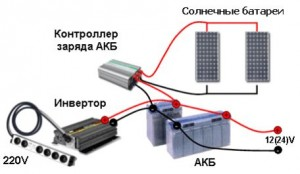 Солнечные батареи
Контроллер
заряда АКБ
Инвертор
12(24)V
220V
АКБ